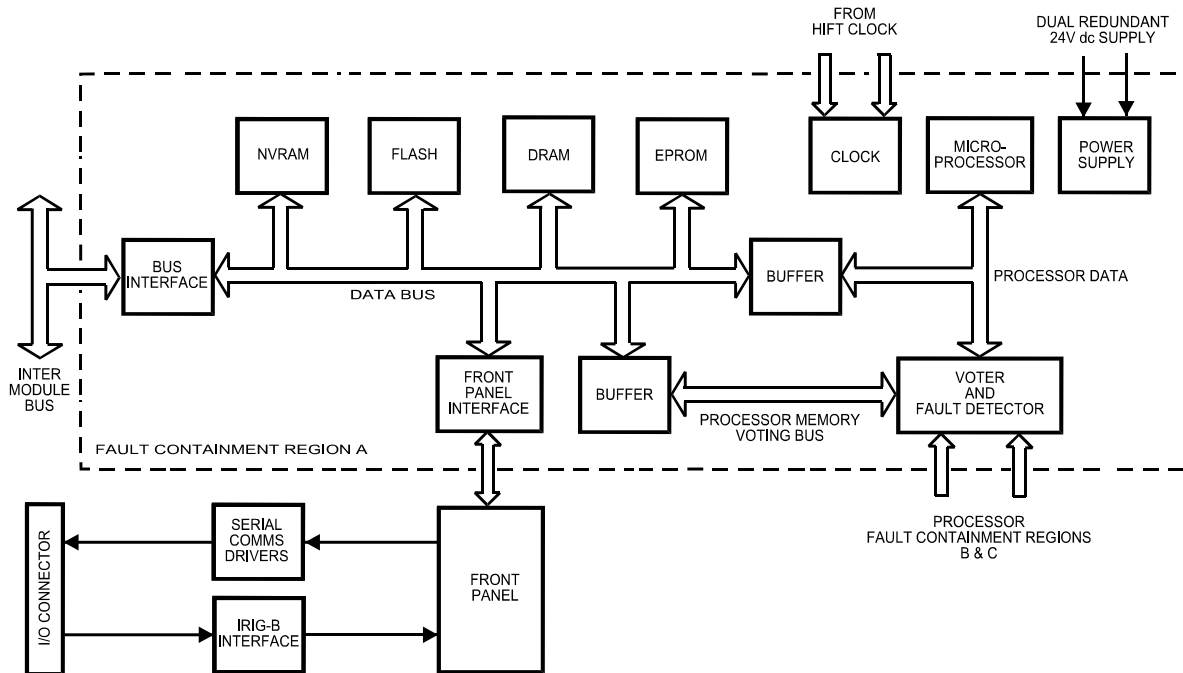 FROM
HIFT CLOCK
DUAL REDUNDANT
24V dc SUPPLY
NVRAM
FLASH
DRAM
EPROM
CLOCK
MICRO-
PROCESSOR
POWER
SUPPLY
BUS
INTERFACE
DATA BUS
BUFFER
PROCESSOR DATA
INTER
MODULE
BUS
FRONT
PANEL
INTERFACE
BUFFER
PROCESSOR MEMORY
VOTING BUS
VOTER
AND
FAULT DETECTOR
FAULT CONTAINMENT REGION A
PROCESSOR
FAULT CONTAINMENT REGIONS
B & C
I/O CONNECTOR
SERIAL
COMMS
DRIVERS
FRONT
PANEL
IRIG-B
INTERFACE